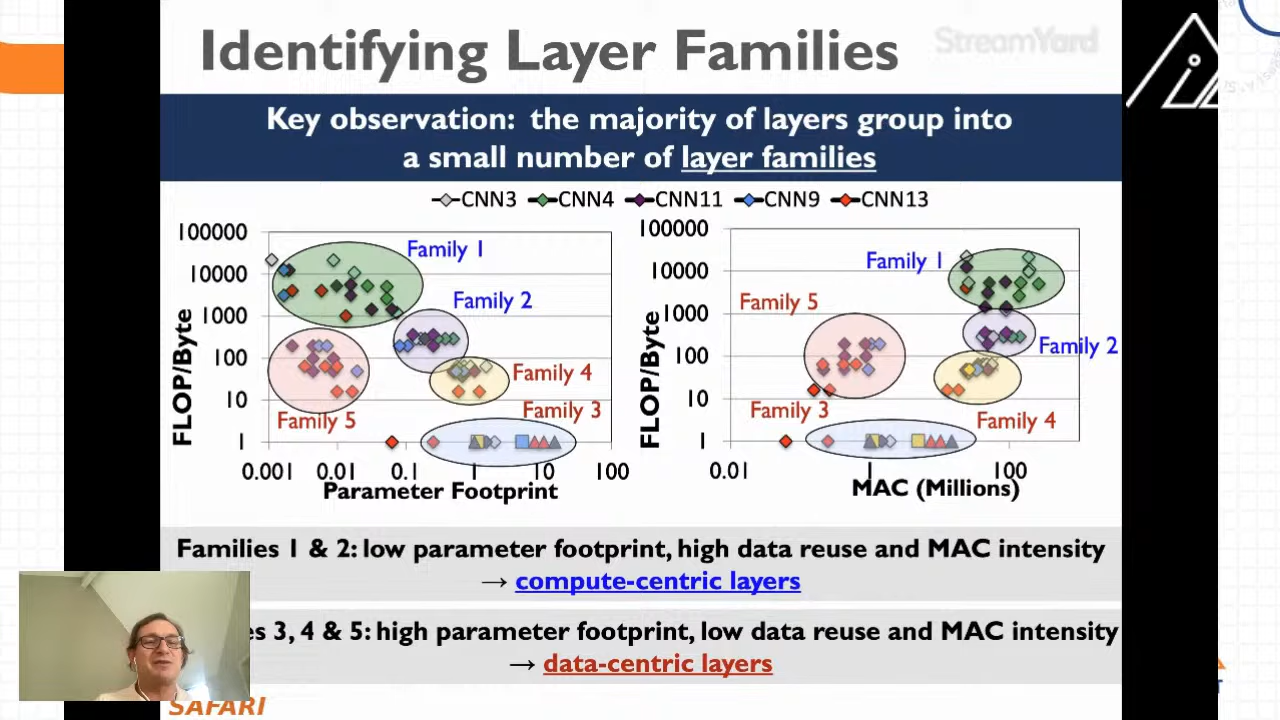 Identifying Layer Families
StreamYard
Key observation: the majority of layers group into
a small number of layer families
CNN3 CNN4 CNN11 CNN9 CNN13
100000
10000
1000
100
10
1
FLOP/Byte
Family 1
Family 2
Family 4
Family 3
Family 5
0.001 0.01 0.1 1 10 100
Parameter Footprint
100000
10000
1000
100
10
1
FLOP/Byte
Family 1
Family 5
Family 2
Family 3
Family 4
0.01 1 100
MAC (Millions)
Families 1 & 2: low parameter footprint, high data reuse and MAC intensity
→ compute-centric layers
es 3, 4 & 5: high parameter footprint, low data reuse and MAC intensity
→ data-centric layers
SAFARI